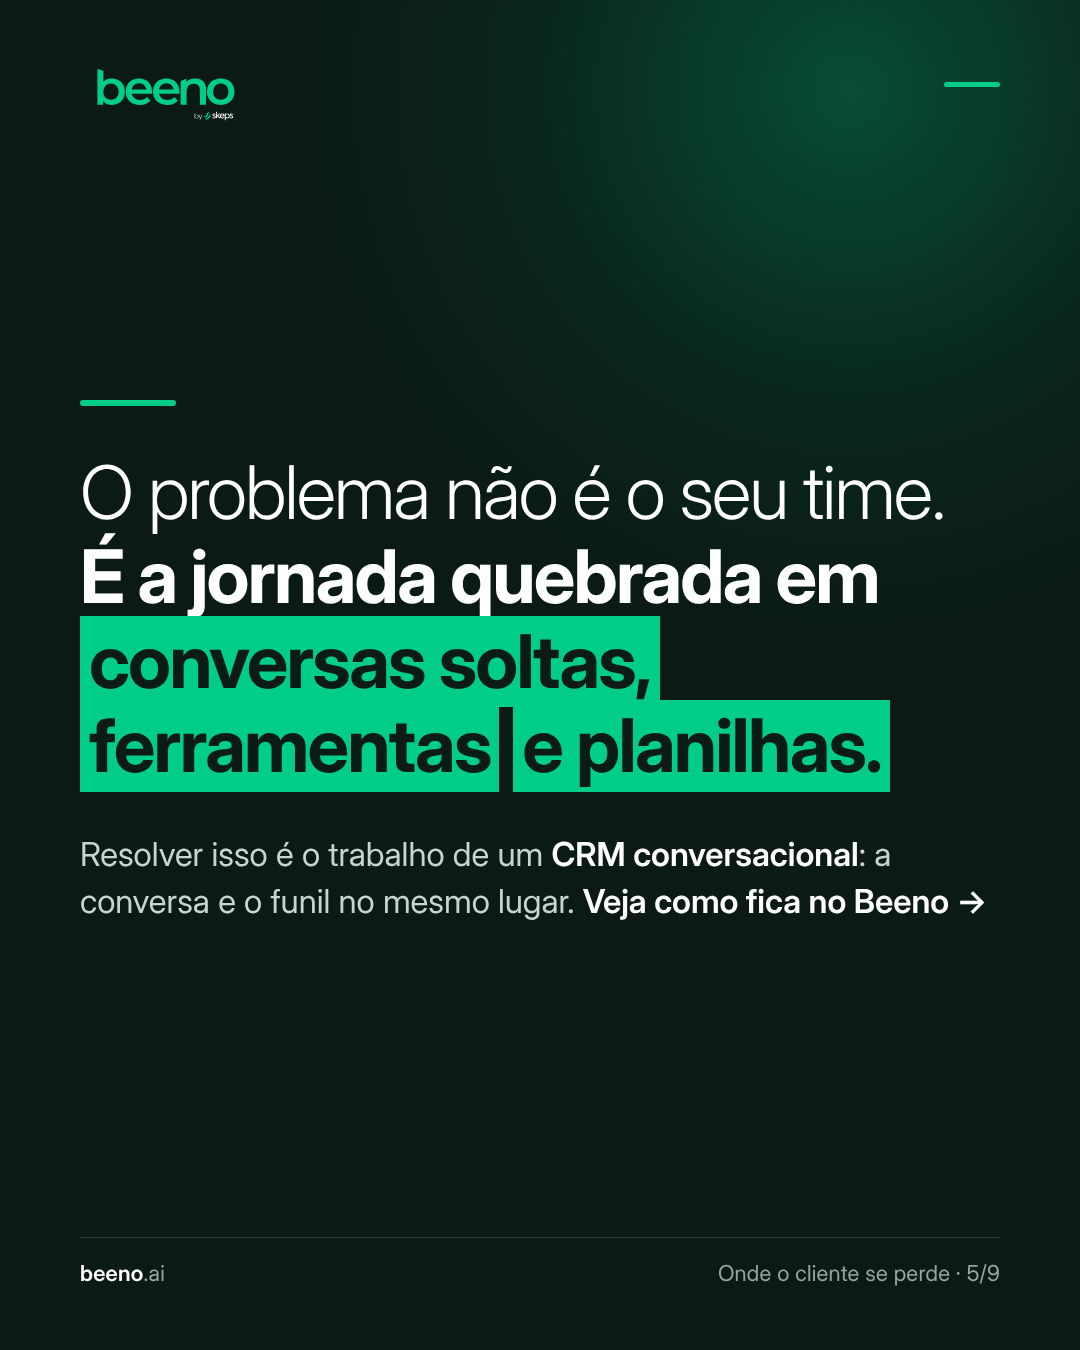 beeno
by skeps
O problema não é o seu time.
É a jornada quebrada em
conversas soltas,
ferramentas e planilhas.
Resolver isso é o trabalho de um CRM conversacional: a
conversa e o funil no mesmo lugar. Veja como fica no Beeno →
beeno.ai
Onde o cliente se perde · 5/9